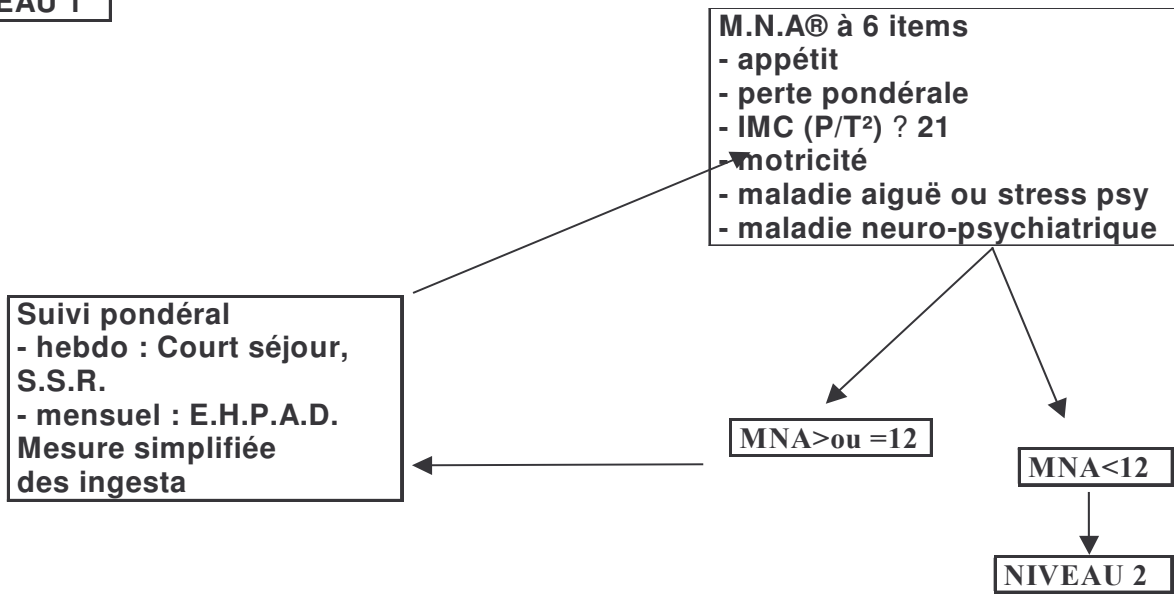 EAU 1
M.N.A® à 6 items
- appétit
- perte pondérale
- IMC (P/T²) ? 21
- motricité
- maladie aiguë ou stress psy
- maladie neuro-psychiatrique
Suivi pondéral
- hebdo : Court séjour,
S.S.R.
- mensuel : E.H.P.A.D.
Mesure simplifiée
des ingesta
MNA>ou =12
MNA<12
NIVEAU 2